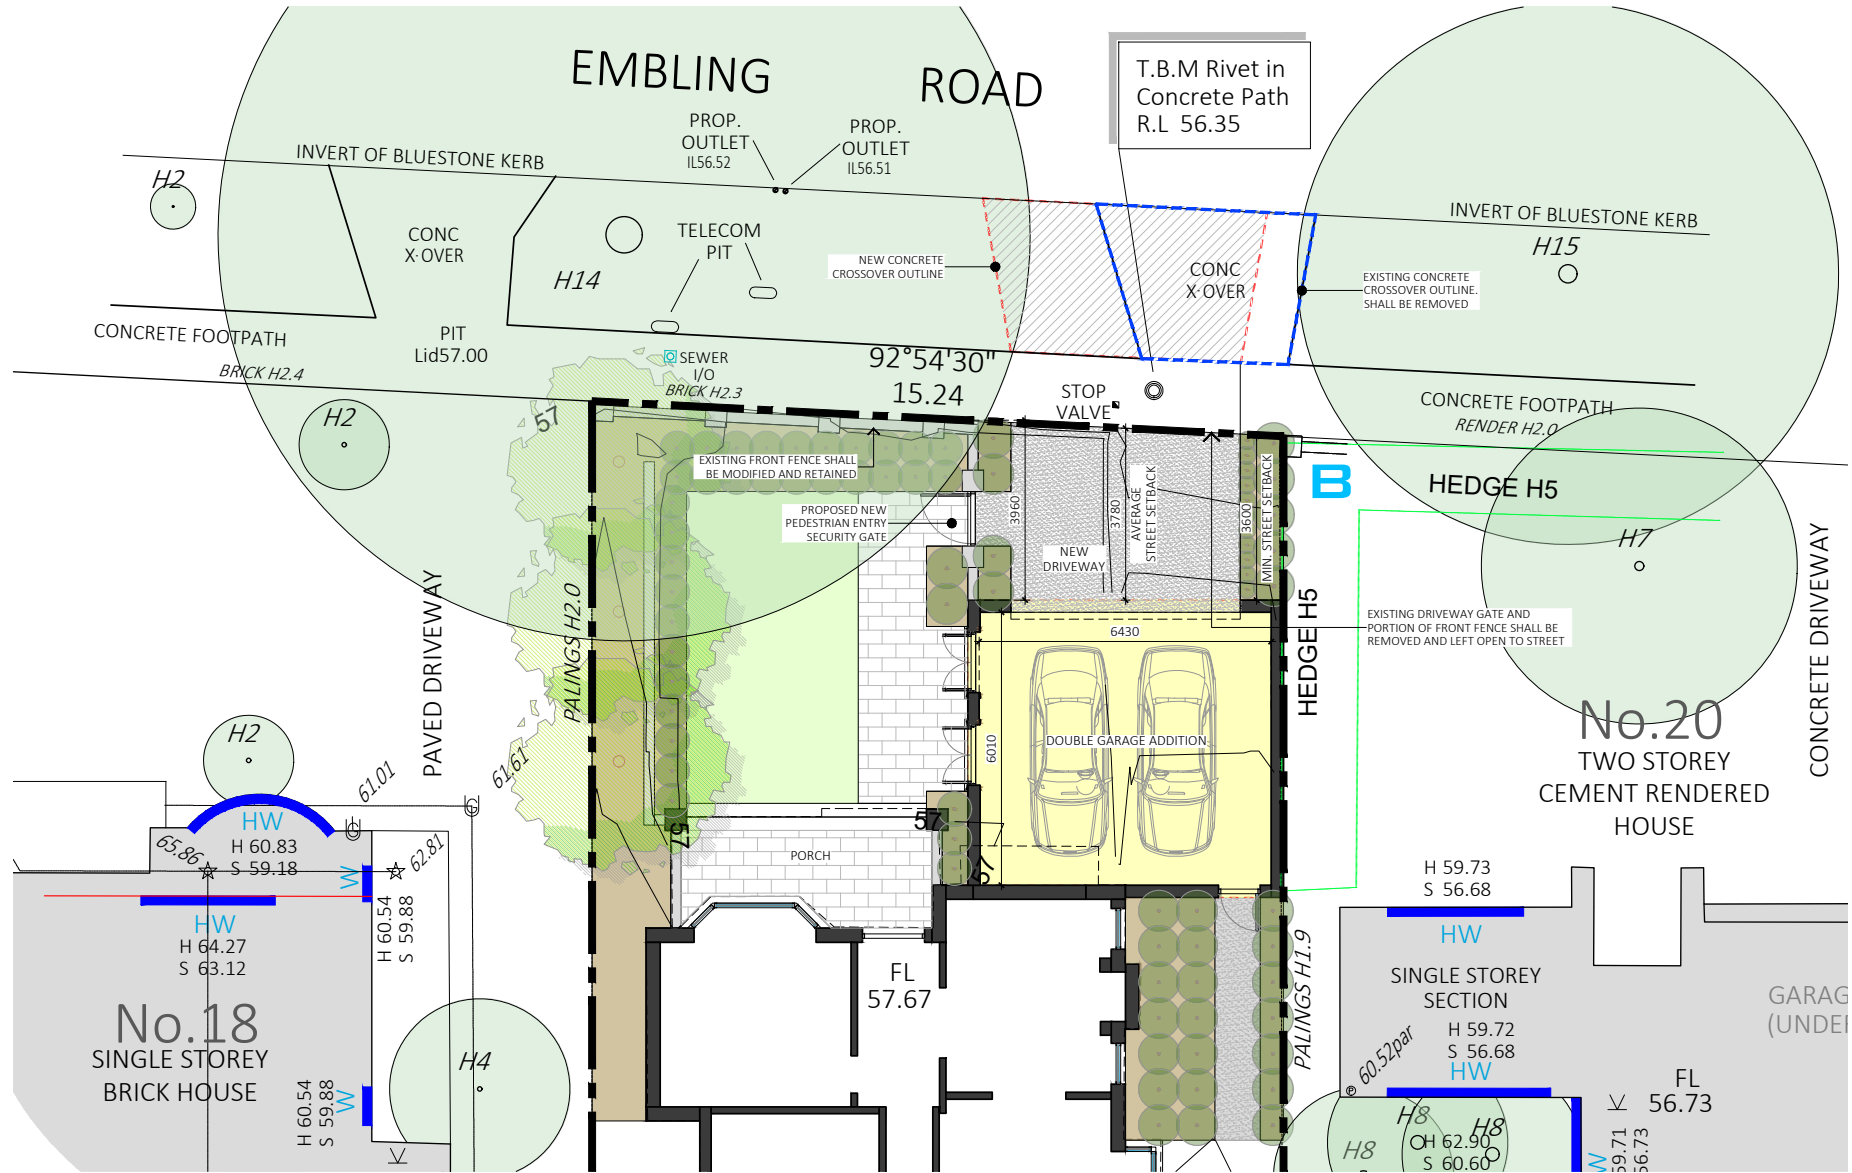 EMBLING ROAD
T.B.M Rivet in
Concrete Path
R.L 56.35
PROP.
OUTLET
IL56.52
PROP.
OUTLET
IL56.51
INVERT OF BLUESTONE KERB
H2
CONC
X·OVER
H14
TELECOM
PIT
NEW CONCRETE
CROSSOVER OUTLINE
CONC
X·OVER
INVERT OF BLUESTONE KERB
H15
EXISTING CONCRETE
CROSSOVER OUTLINE.
SHALL BE REMOVED
CONCRETE FOOTPATH
PIT
Lid57.00
BRICK H2.4
SEWER
I/O
BRICK H2.3
92°54'30"
15.24
STOP
VALVE
CONCRETE FOOTPATH
RENDER H2.0
H2
57
EXISTING FRONT FENCE SHALL
BE MODIFIED AND RETAINED
PROPOSED NEW
PEDESTRIAN ENTRY
SECURITY GATE
3960
3780
AVERAGE
STREET SETBACK
3600
MIN. STREET SETBACK
B
HEDGE H5
H7
NEW
DRIVEWAY
PAVED DRIVEWAY
PALINGS H2.0
HEDGE H5
EXISTING DRIVEWAY GATE AND
PORTION OF FRONT FENCE SHALL BE
REMOVED AND LEFT OPEN TO STREET
CONCRETE DRIVEWAY
6430
6010
DOUBLE GARAGE ADDITION
No.20
TWO STOREY
CEMENT RENDERED
HOUSE
H2
61.01
61.61
HW
H 60.83
S 59.18
65.86
62.81
W
H 60.54
S 59.88
HW
H 64.27
S 63.12
57
57
57
PORCH
H 59.73
S 56.68
HW
FL
57.67
PALINGS H1.9
SINGLE STOREY
SECTION
H 59.72
S 56.68
HW
GARAG
(UNDER
No.18
SINGLE STOREY
BRICK HOUSE
H4
H 60.54
S 59.88
W
60.52par
FL
56.73
H8
H8
H8
H 62.90
S 60.60
W
59.71
56.73